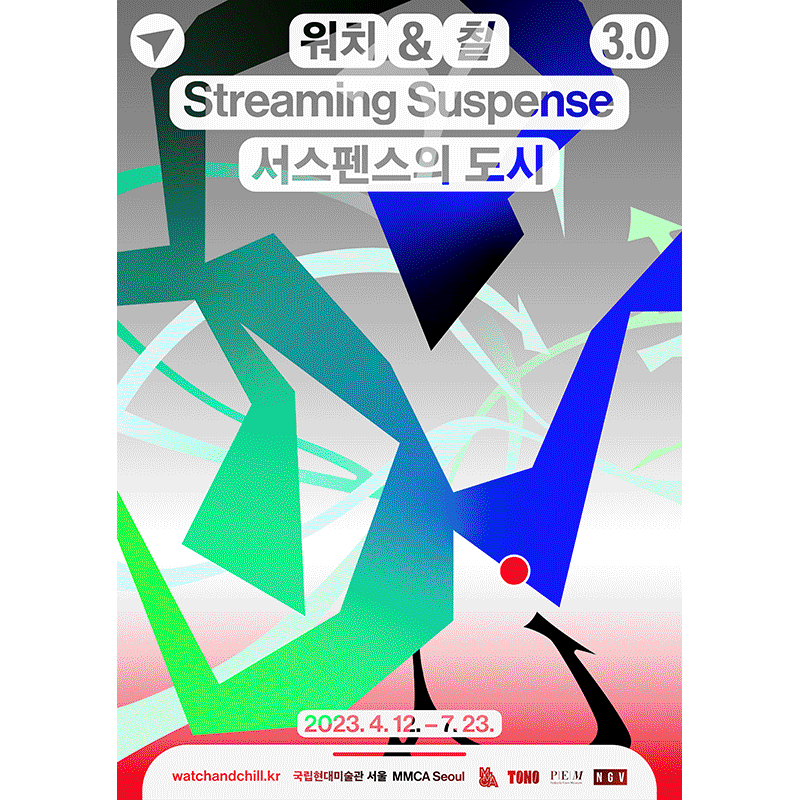 워치 & 칠 3.0
Streaming Suspense
서스펜스의 도시
2023. 4. 12. – 7. 23.
watchandchill.kr 국립현대미술관 서울 MMCA Seoul TONO PEM NGV